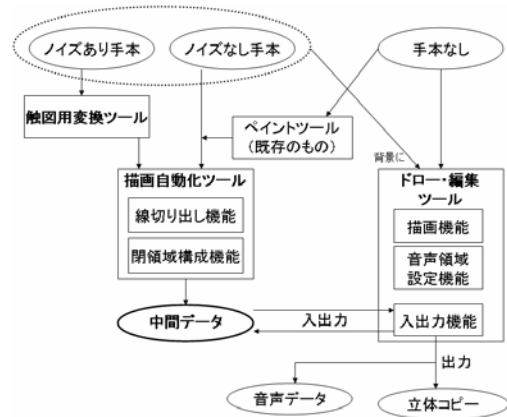 ノイズあり手本
ノイズなし手本
手本なし
触図用変換ツール
ペイントツール
(既存のもの)
背景に
描画自動化ツール
線切り出し機能
閉領域構成機能
ドロー・編集
ツール
描画機能
音声領域
設定機能
入出力機能
中間データ
入出力
出力
音声データ
立体コピー